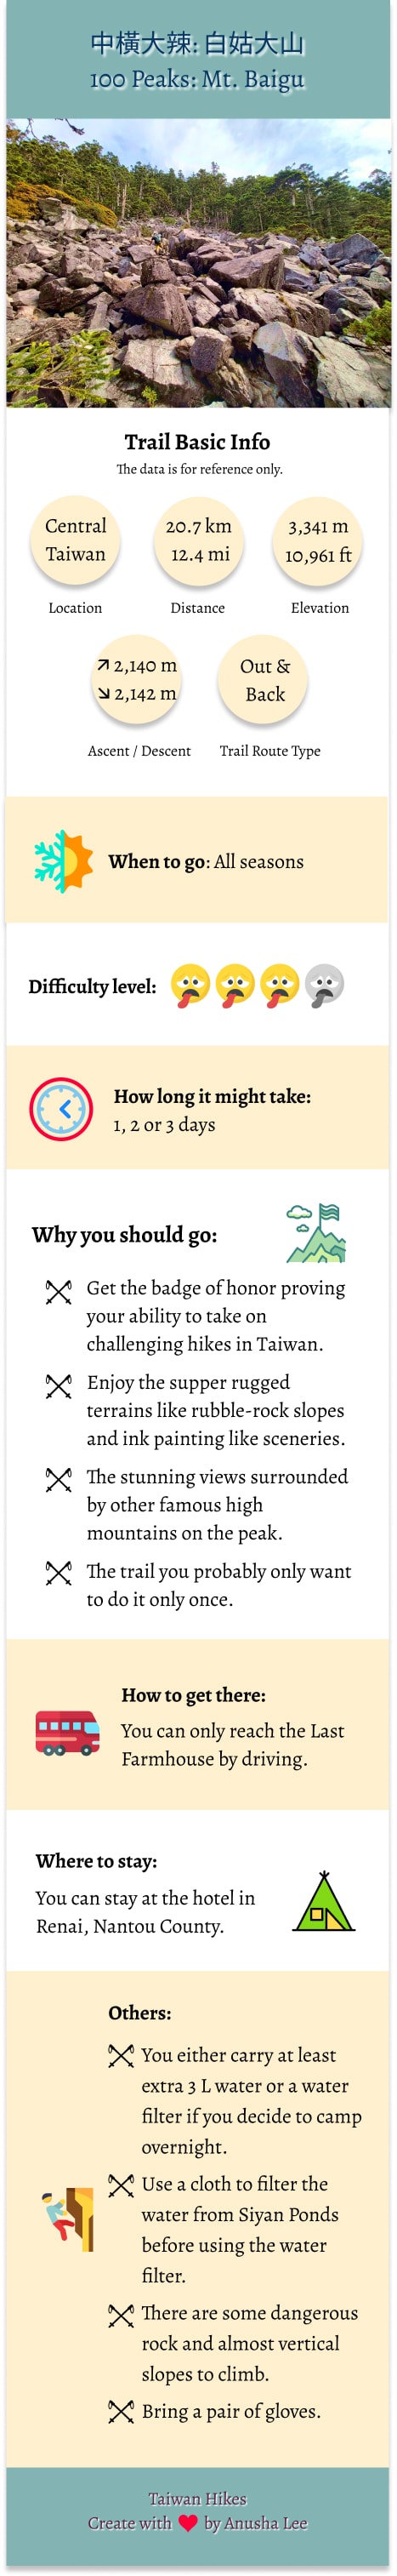 中橫大辣: 白姑大山
100 Peaks: Mt. Baigu
Trail Basic Info
The data is for reference only.
Central
Taiwan
Location
20.7 km
12.4 mi
Distance
3,341 m
10,961 ft
Elevation
↗ 2,140 m
↘ 2,142 m
Ascent / Descent
Out &
Back
Trail Route Type
When to go: All seasons
Difficulty level:
How long it might take:
1, 2 or 3 days
Why you should go:
Get the badge of honor proving
your ability to take on
challenging hikes in Taiwan.
Enjoy the supper rugged
terrains like rubble-rock slopes
and ink painting like sceneries.
The stunning views surrounded
by other famous high
mountains on the peak.
The trail you probably only want
to do it only once.
How to get there:
You can only reach the Last
Farmhouse by driving.
Where to stay:
You can stay at the hotel in
Renai, Nantou County.
Others:
You either carry at least
extra 3 L water or a water
filter if you decide to camp
overnight.
Use a cloth to filter the
water from Siyan Ponds
before using the water
filter.
There are some dangerous
rock and almost vertical
slopes to climb.
Bring a pair of gloves.
Taiwan Hikes
Create with ❤ by Anusha Lee